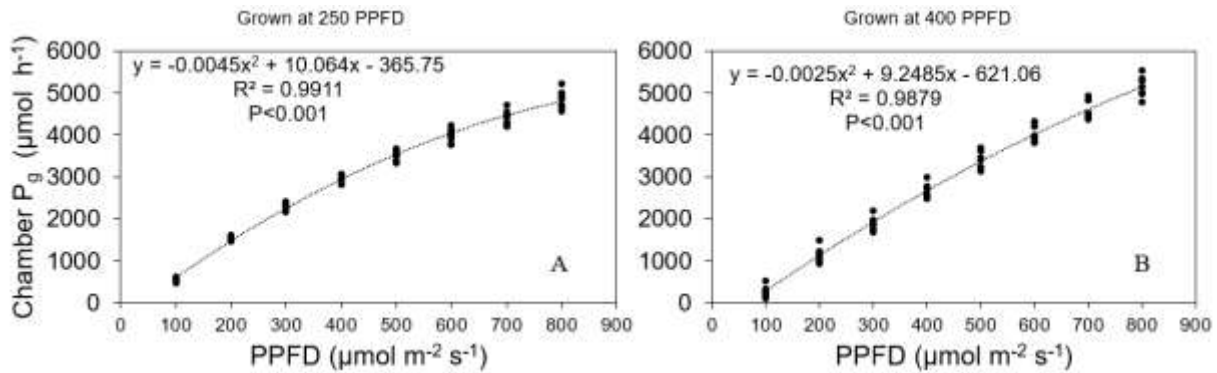 Grown at 250 PPFD
Chamber P_g (µmol h⁻¹)
6000
5000
4000
3000
2000
1000
0
y = -0.0045x² + 10.064x - 365.75
R² = 0.9911
P<0.001
A
0 100 200 300 400 500 600 700 800 900
PPFD (µmol m⁻² s⁻¹)
Grown at 400 PPFD
6000
5000
4000
3000
2000
1000
0
y = -0.0025x² + 9.2485x - 621.06
R² = 0.9879
P<0.001
B
0 100 200 300 400 500 600 700 800 900
PPFD (µmol m⁻² s⁻¹)